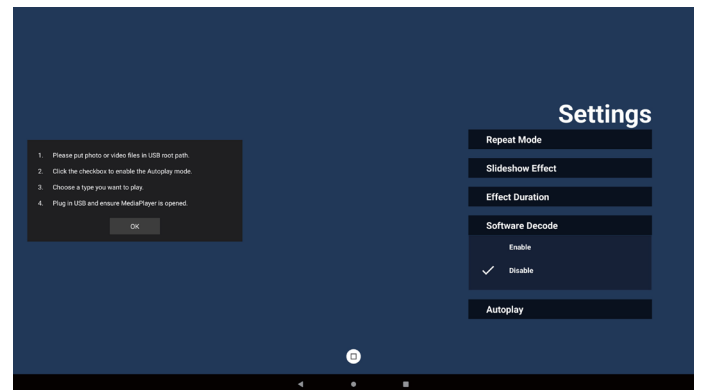 Settings
Repeat Mode
Slideshow Effect
Effect Duration
Software Decode
Enable
Disable
Autoplay
1. Please put photo or video files in USB root path.
2. Click the checkbox to enable the Autoplay mode.
3. Choose a type you want to play.
4. Plug in USB and ensure MediaPlayer is opened.
OK